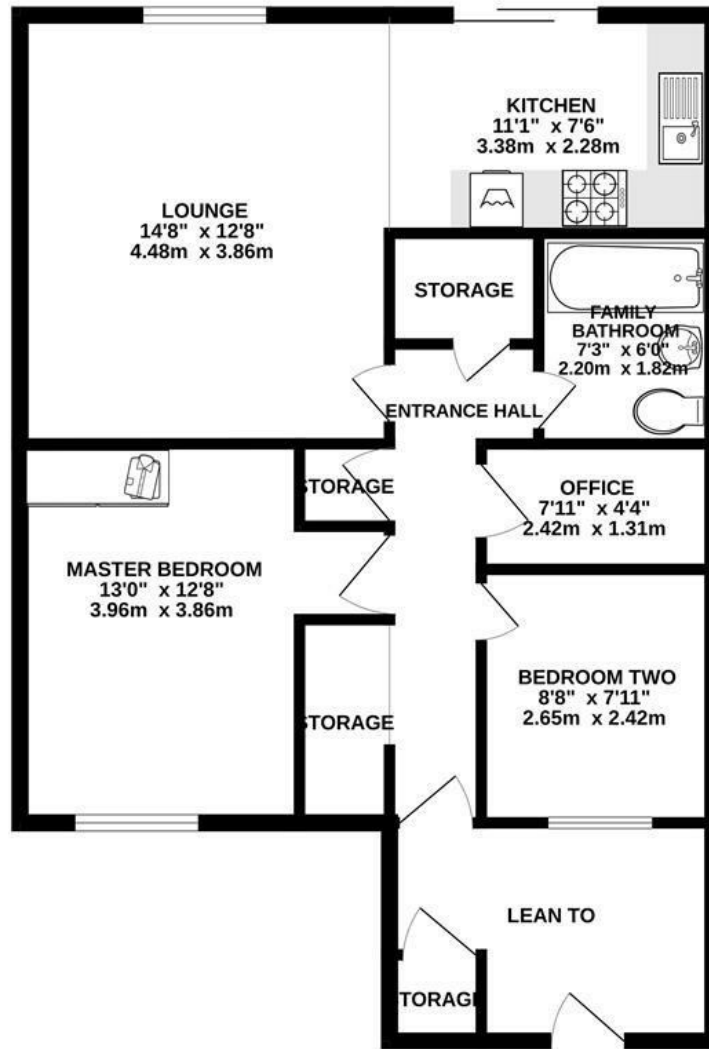 KITCHEN
11'1" x 7'6"
3.38m x 2.28m
LOUNGE
14'8" x 12'8"
4.48m x 3.86m
STORAGE
FAMILY
BATHROOM
7'3" x 6'0"
2.20m x 1.82m
ENTRANCE HALL
STORAGE
OFFICE
7'11" x 4'4"
2.42m x 1.31m
MASTER BEDROOM
13'0" x 12'8"
3.96m x 3.86m
BEDROOM TWO
8'8" x 7'11"
2.65m x 2.42m
STORAGE
LEAN TO
STORAGE